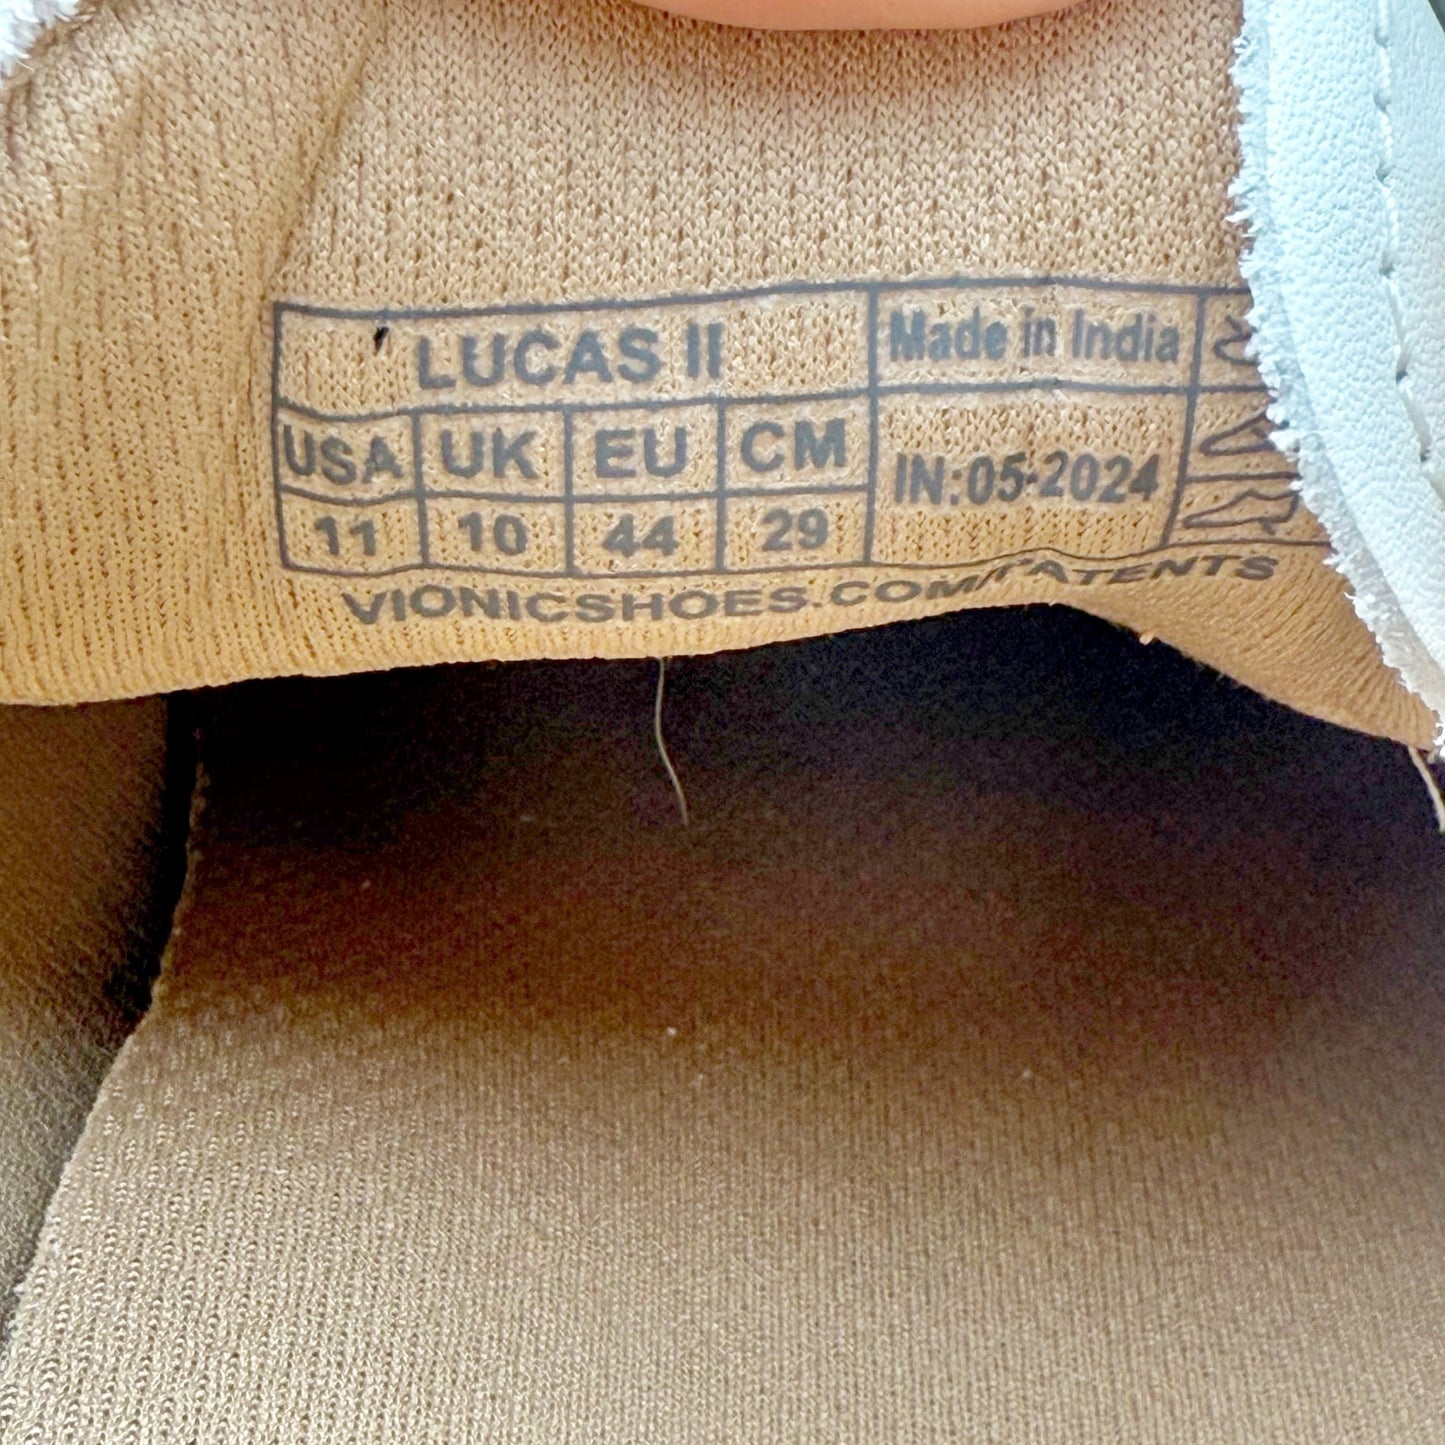 LUCAS II Made in India
USA UK EU CM IN:05-2024
11 10 44 29
VIONICSHOES.COM/PATENTS